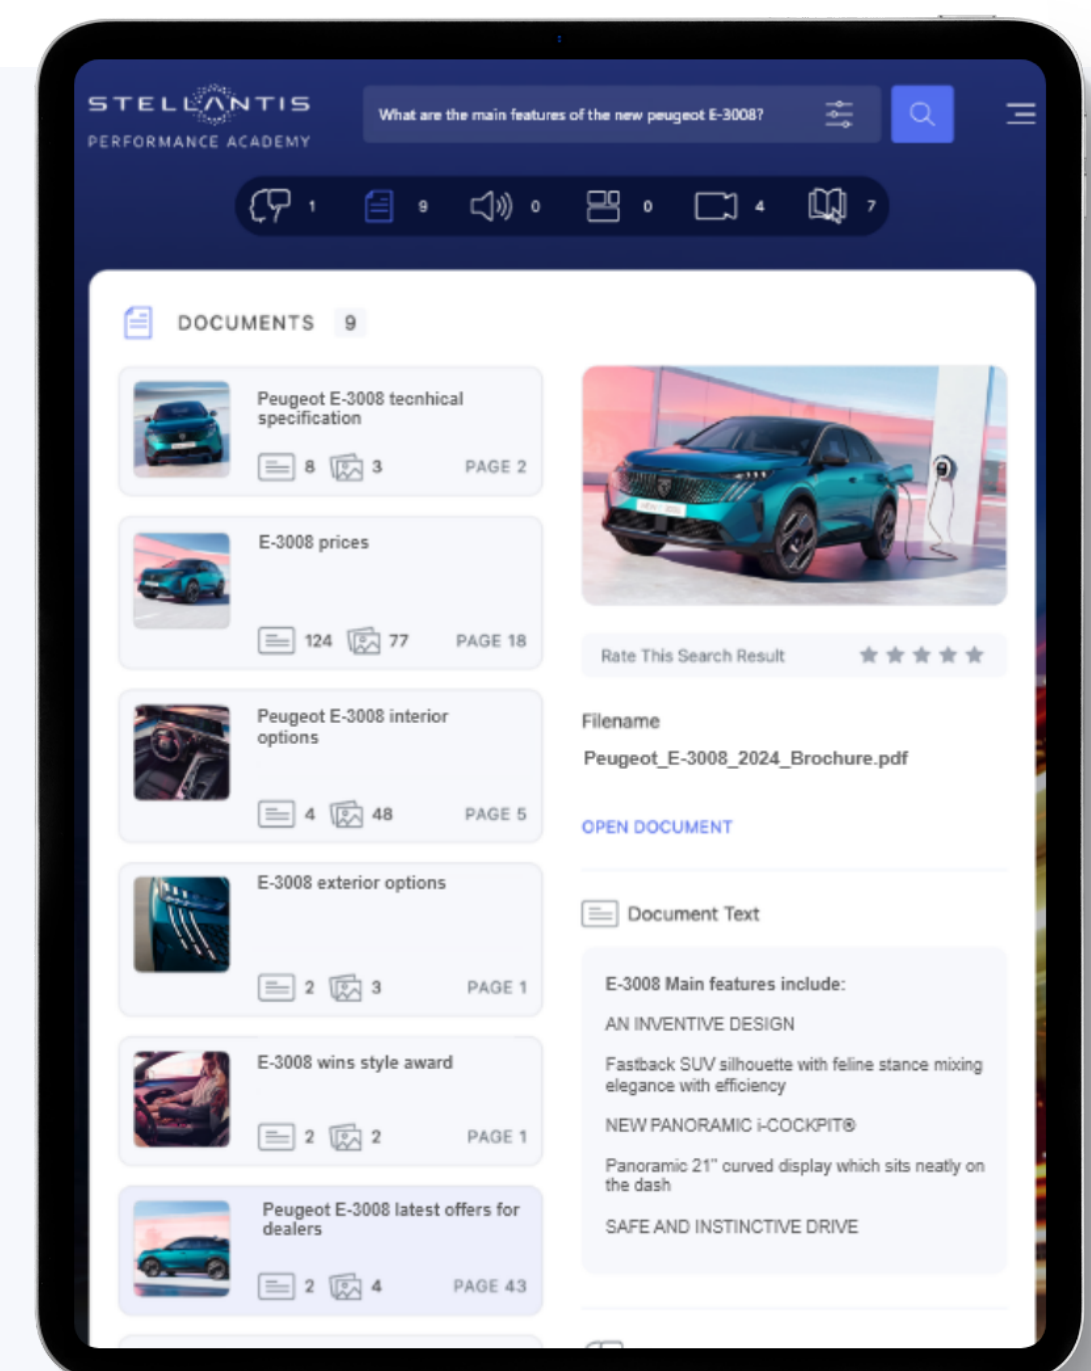 STELLANTIS
PERFORMANCE ACADEMY
What are the main features of the new peugeot E-3008?
1
9
0
0
4
7
DOCUMENTS 9
Peugeot E-3008 tecnhical
specification
8 3 PAGE 2
E-3008 prices
124 77 PAGE 18
Peugeot E-3008 interior
options
4 48 PAGE 5
E-3008 exterior options
2 3 PAGE 1
E-3008 wins style award
2 2 PAGE 1
Peugeot E-3008 latest offers for
dealers
2 4 PAGE 43
Rate This Search Result
Filename
Peugeot_E-3008_2024_Brochure.pdf
OPEN DOCUMENT
Document Text
E-3008 Main features include:
AN INVENTIVE DESIGN
Fastback SUV silhouette with feline stance mixing
elegance with efficiency
NEW PANORAMIC i-COCKPIT®
Panoramic 21" curved display which sits neatly on
the dash
SAFE AND INSTINCTIVE DRIVE